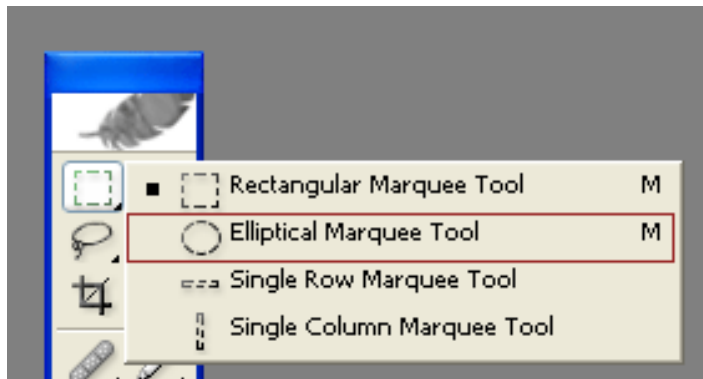 Rectangular Marquee Tool M
Elliptical Marquee Tool M
Single Row Marquee Tool
Single Column Marquee Tool